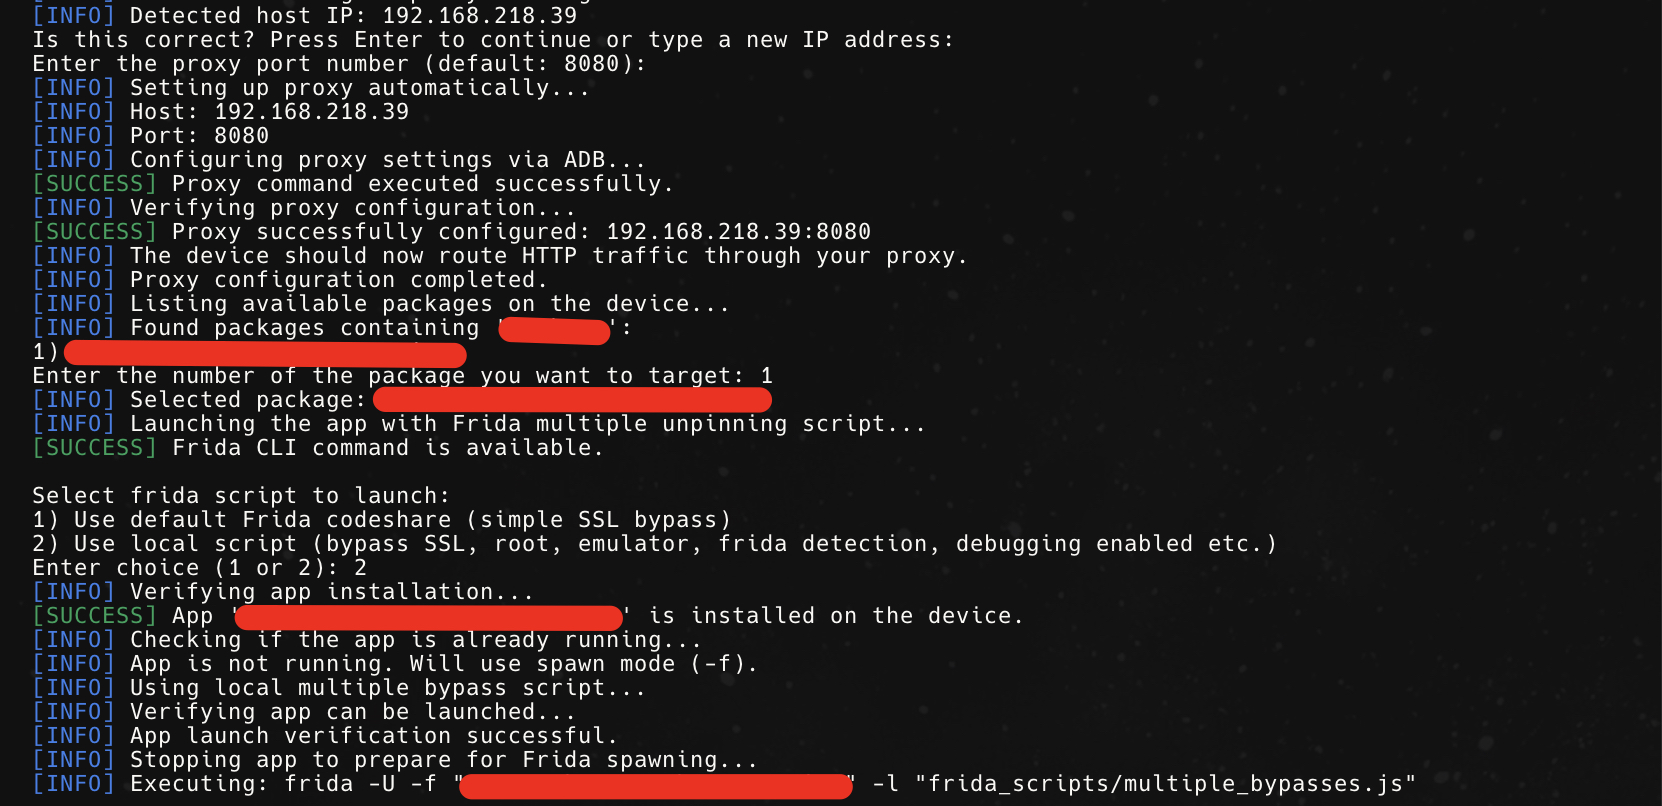 [INFO] Detected host IP: 192.168.218.39
Is this correct? Press Enter to continue or type a new IP address:
Enter the proxy port number (default: 8080):
[INFO] Setting up proxy automatically...
[INFO] Host: 192.168.218.39
[INFO] Port: 8080
[INFO] Configuring proxy settings via ADB...
[SUCCESS] Proxy command executed successfully.
[INFO] Verifying proxy configuration...
[SUCCESS] Proxy successfully configured: 192.168.218.39:8080
[INFO] The device should now route HTTP traffic through your proxy.
[INFO] Proxy configuration completed.
[INFO] Listing available packages on the device...
[INFO] Found packages containing '':
1)
Enter the number of the package you want to target: 1
[INFO] Selected package:
[INFO] Launching the app with Frida multiple unpinning script...
[SUCCESS] Frida CLI command is available.
Select frida script to launch:
1) Use default Frida codeshare (simple SSL bypass)
2) Use local script (bypass SSL, root, emulator, frida detection, debugging enabled etc.)
Enter choice (1 or 2): 2
[INFO] Verifying app installation...
[SUCCESS] App '' is installed on the device.
[INFO] Checking if the app is already running...
[INFO] App is not running. Will use spawn mode (-f).
[INFO] Using local multiple bypass script...
[INFO] Verifying app can be launched...
[INFO] App launch verification successful.
[INFO] Stopping app to prepare for Frida spawning...
[INFO] Executing: frida -U -f "" -l "frida_scripts/multiple_bypasses.js"